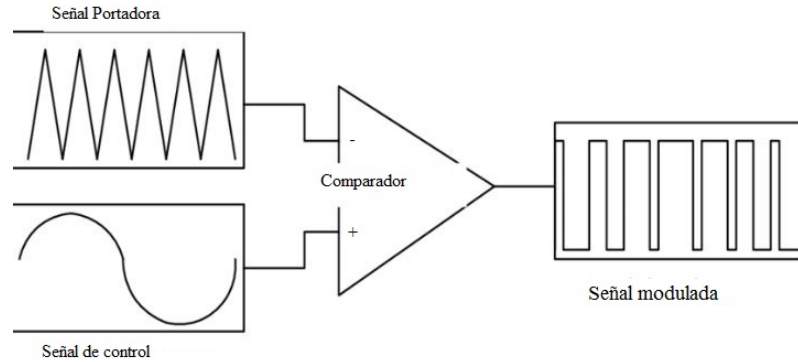 Señal Portadora
-
Comparador
+
Señal modulada
Señal de control